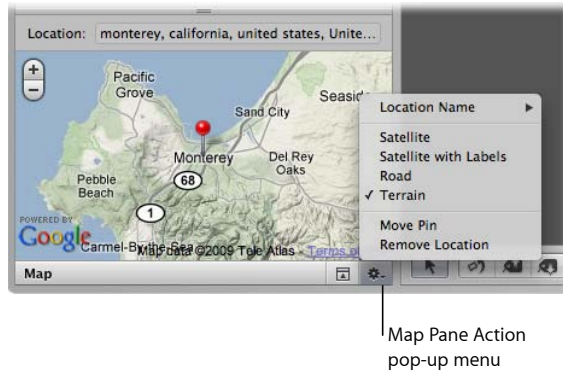 Location: monterey, california, united states, Unite...
+
−
Pacific
Grove
Sand City
Seaside
Monterey
Del Rey
Oaks
Pebble
Beach
68
1
POWERED BY
Google
Carmel-By-the-Sea
Map data ©2009 Tele Atlas - Terms of
Map
Location Name
Satellite
Satellite with Labels
Road
✓ Terrain
Move Pin
Remove Location
Map Pane Action
pop-up menu